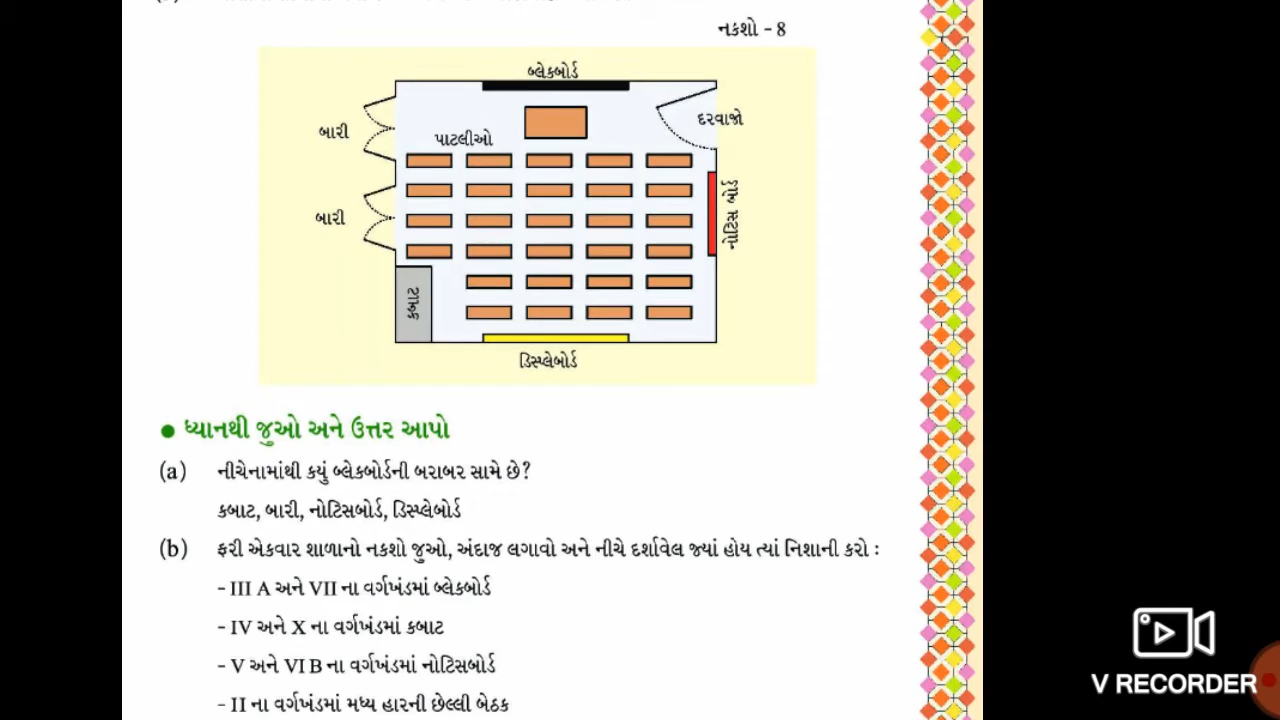 નકશો - 8
બ્લેકબોર્ડ
બારી
દરવાજો
પાટલીઓ
બારી
નોટિસ બોર્ડ
કબાટ
ડિસ્પ્લેબોર્ડ
● ધ્યાનથી જુઓ અને ઉત્તર આપો
(a) નીચેનામાંથી કયું બ્લેકબોર્ડની બરાબર સામે છે?
કબાટ, બારી, નોટિસબોર્ડ, ડિસ્પ્લેબોર્ડ
(b) ફરી એકવાર શાળાનો નકશો જુઓ, અંદાજ લગાવો અને નીચે દર્શાવેલ જ્યાં હોય ત્યાં નિશાની કરો :
- III A અને VII ના વર્ગખંડમાં બ્લેકબોર્ડ
- IV અને X ના વર્ગખંડમાં કબાટ
- V અને VI B ના વર્ગખંડમાં નોટિસબોર્ડ
- II ના વર્ગખંડમાં મધ્ય હારની છેલ્લી બેઠક
V RECORDER